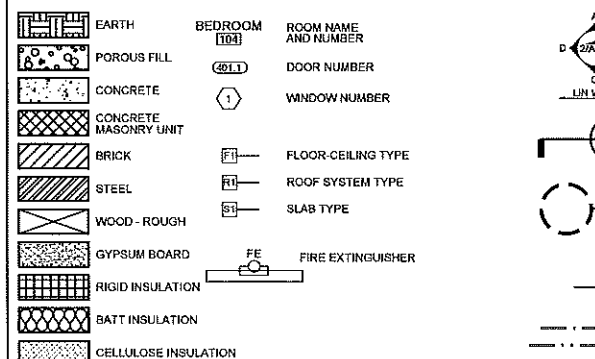 EARTH
POROUS FILL
CONCRETE
CONCRETE
MASONRY UNIT
BRICK
STEEL
WOOD - ROUGH
GYPSUM BOARD
RIGID INSULATION
BATT INSULATION
CELLULOSE INSULATION
BEDROOM
104
ROOM NAME
AND NUMBER
401.1
DOOR NUMBER
1
WINDOW NUMBER
F1
FLOOR-CEILING TYPE
R1
ROOF SYSTEM TYPE
S1
SLAB TYPE
FE
FIRE EXTINGUISHER
D